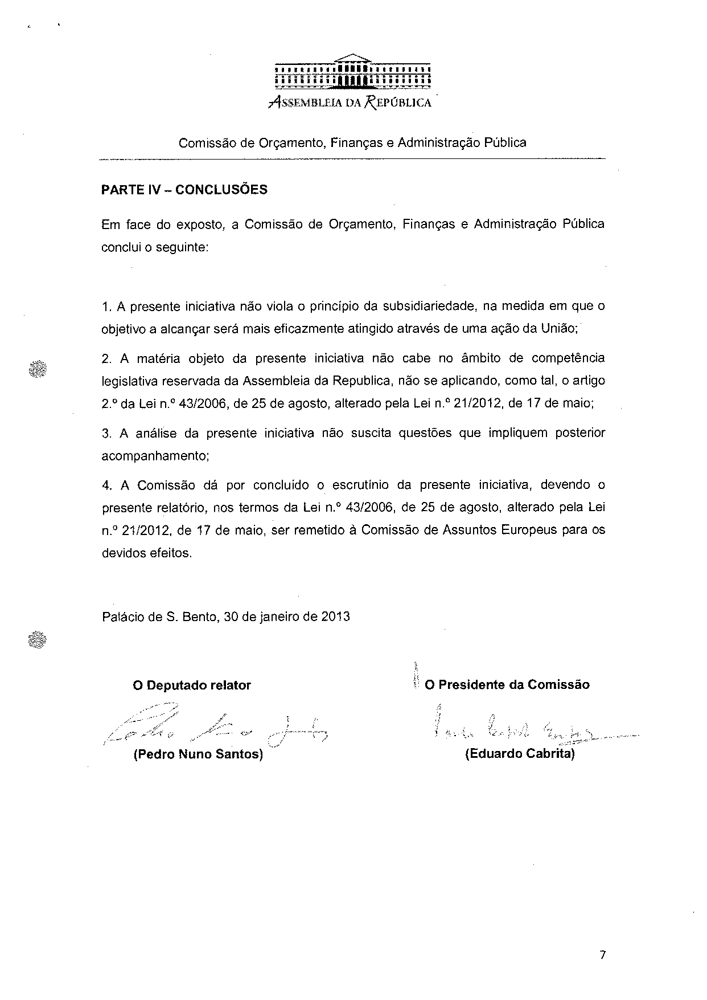 ASSEMBLEIA DA REPÚBLICA
Comissão de Orçamento, Finanças e Administração Pública
PARTE IV – CONCLUSÕES
Em face do exposto, a Comissão de Orçamento, Finanças e Administração Pública
conclui o seguinte:
1. A presente iniciativa não viola o princípio da subsidiariedade, na medida em que o
objetivo a alcançar será mais eficazmente atingido através de uma ação da União;
2. A matéria objeto da presente iniciativa não cabe no âmbito de competência
legislativa reservada da Assembleia da Republica, não se aplicando, como tal, o artigo
2.º da Lei n.º 43/2006, de 25 de agosto, alterado pela Lei n.º 21/2012, de 17 de maio;
3. A análise da presente iniciativa não suscita questões que impliquem posterior
acompanhamento;
4. A Comissão dá por concluído o escrutínio da presente iniciativa, devendo o
presente relatório, nos termos da Lei n.º 43/2006, de 25 de agosto, alterado pela Lei
n.º 21/2012, de 17 de maio, ser remetido à Comissão de Assuntos Europeus para os
devidos efeitos.
Palácio de S. Bento, 30 de janeiro de 2013
O Deputado relator
O Presidente da Comissão
(Pedro Nuno Santos)
(Eduardo Cabrita)
7